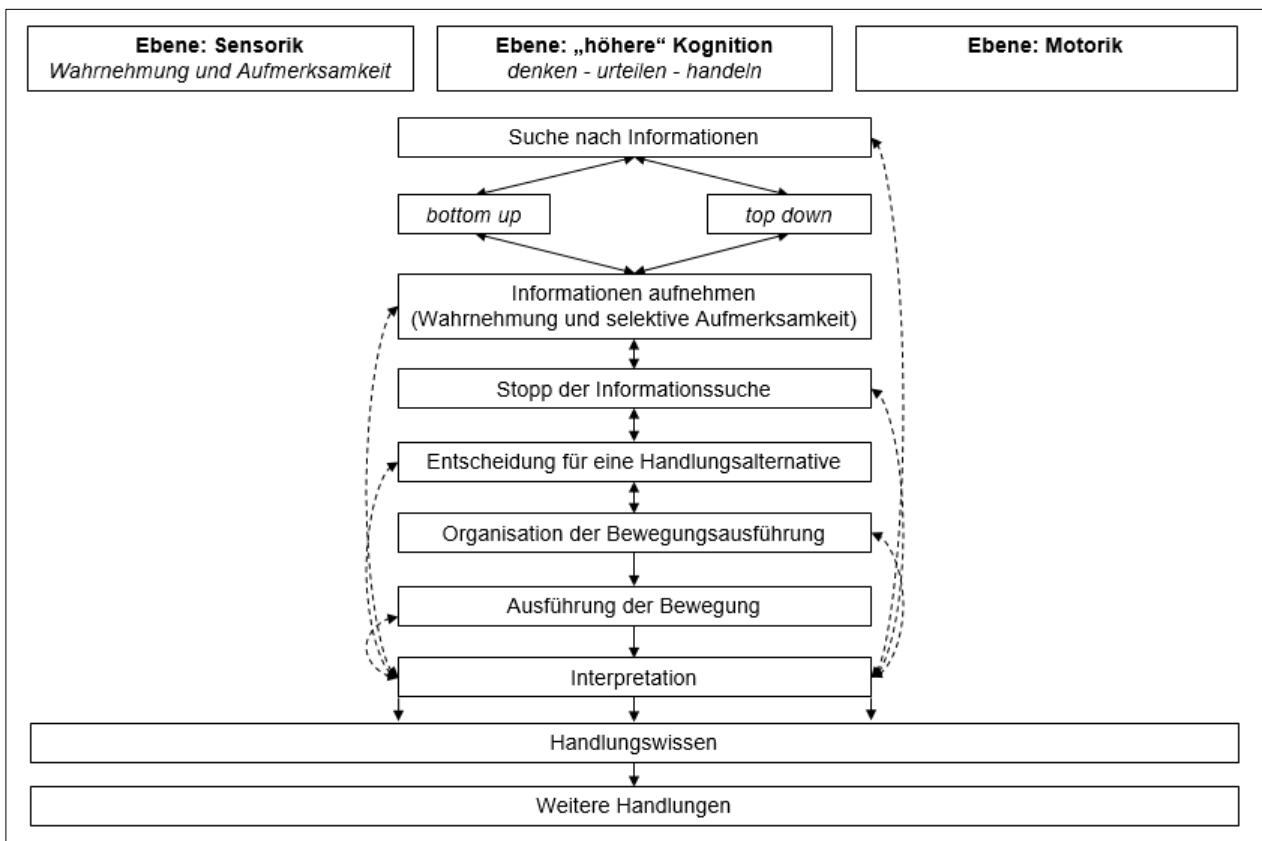 Ebene: Sensorik
Wahrnehmung und Aufmerksamkeit
Ebene: „höhere“ Kognition
denken - urteilen - handeln
Ebene: Motorik
Suche nach Informationen
bottom up
top down
Informationen aufnehmen
(Wahrnehmung und selektive Aufmerksamkeit)
Stopp der Informationssuche
Entscheidung für eine Handlungsalternative
Organisation der Bewegungsausführung
Ausführung der Bewegung
Interpretation
Handlungswissen
Weitere Handlungen